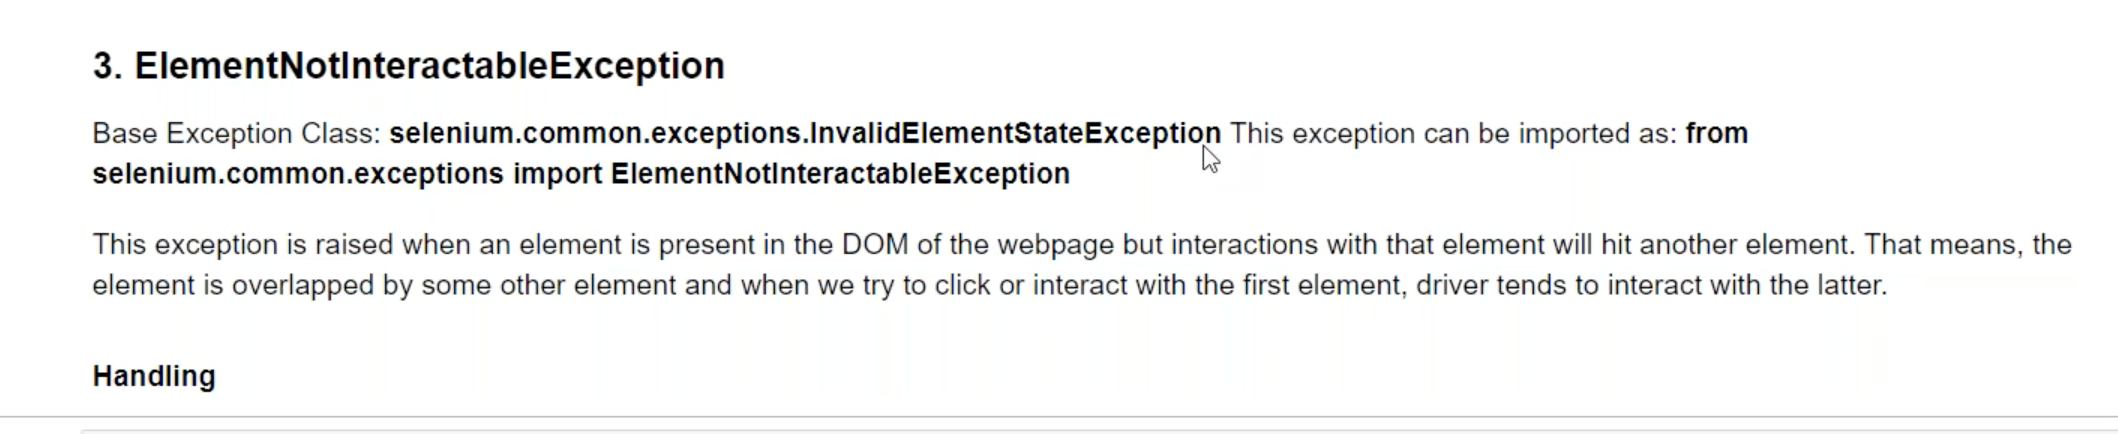 3. ElementNotInteractableException
Base Exception Class: selenium.common.exceptions.InvalidElementStateException This exception can be imported as: from
selenium.common.exceptions import ElementNotInteractableException
This exception is raised when an element is present in the DOM of the webpage but interactions with that element will hit another element. That means, the
element is overlapped by some other element and when we try to click or interact with the first element, driver tends to interact with the latter.
Handling